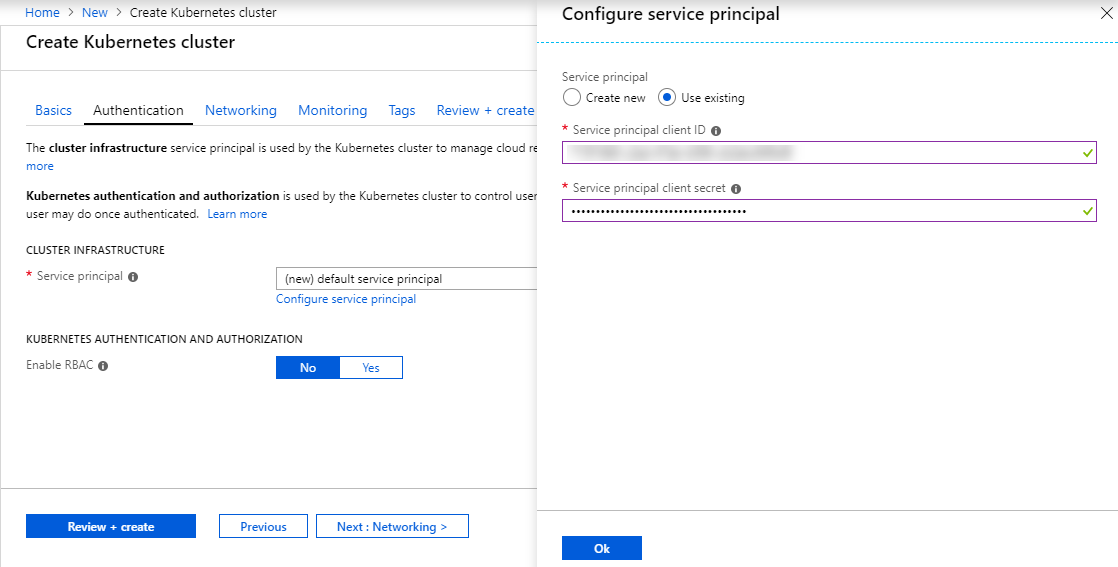 Home > New > Create Kubernetes cluster
Create Kubernetes cluster
Basics Authentication Networking Monitoring Tags Review + create
The cluster infrastructure service principal is used by the Kubernetes cluster to manage cloud re
more
Kubernetes authentication and authorization is used by the Kubernetes cluster to control user
user may do once authenticated. Learn more
CLUSTER INFRASTRUCTURE
* Service principal
(new) default service principal
Configure service principal
KUBERNETES AUTHENTICATION AND AUTHORIZATION
Enable RBAC
No Yes
Review + create Previous Next : Networking >
Configure service principal
Service principal
Create new Use existing
* Service principal client ID
* Service principal client secret
Ok